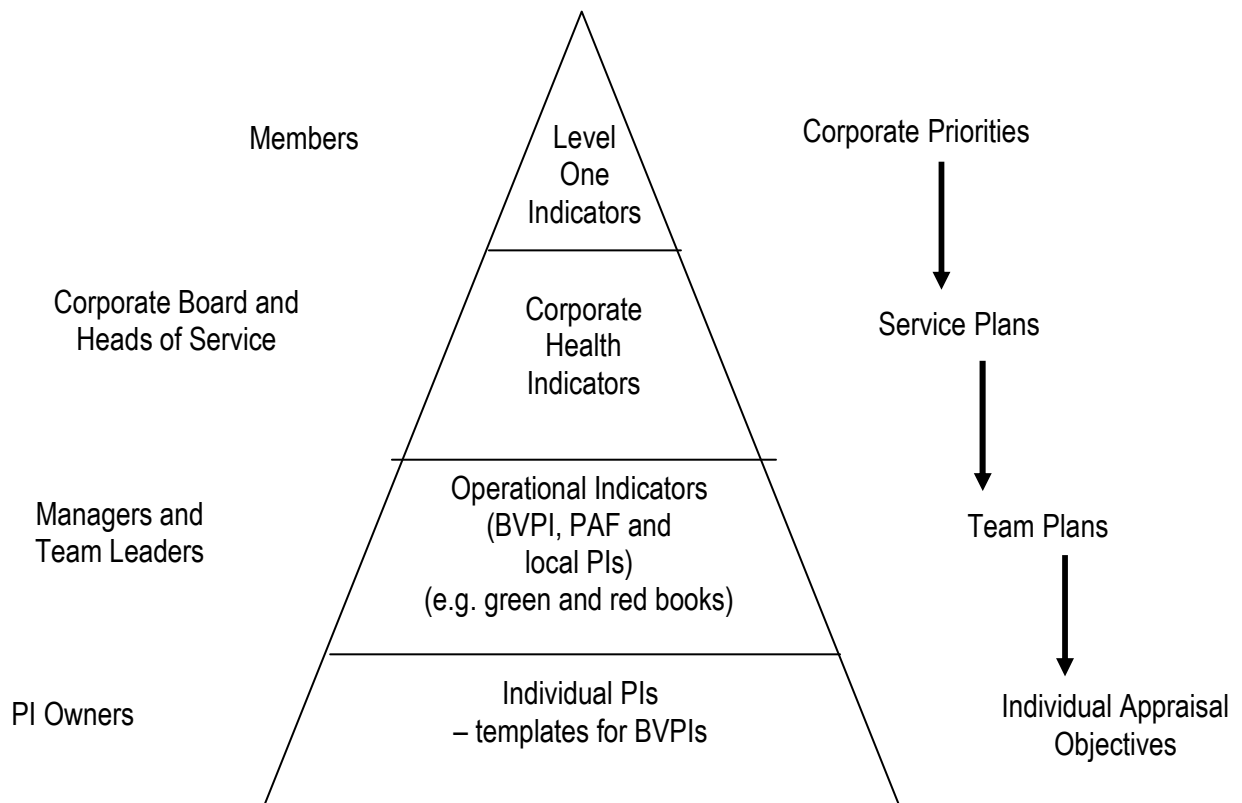 Members
Level
One
Indicators
Corporate Priorities
Corporate Board and
Heads of Service
Corporate
Health
Indicators
Service Plans
Managers and
Team Leaders
Operational Indicators
(BVPI, PAF and
local PIs)
(e.g. green and red books)
Team Plans
PI Owners
Individual PIs
– templates for BVPIs
Individual Appraisal
Objectives